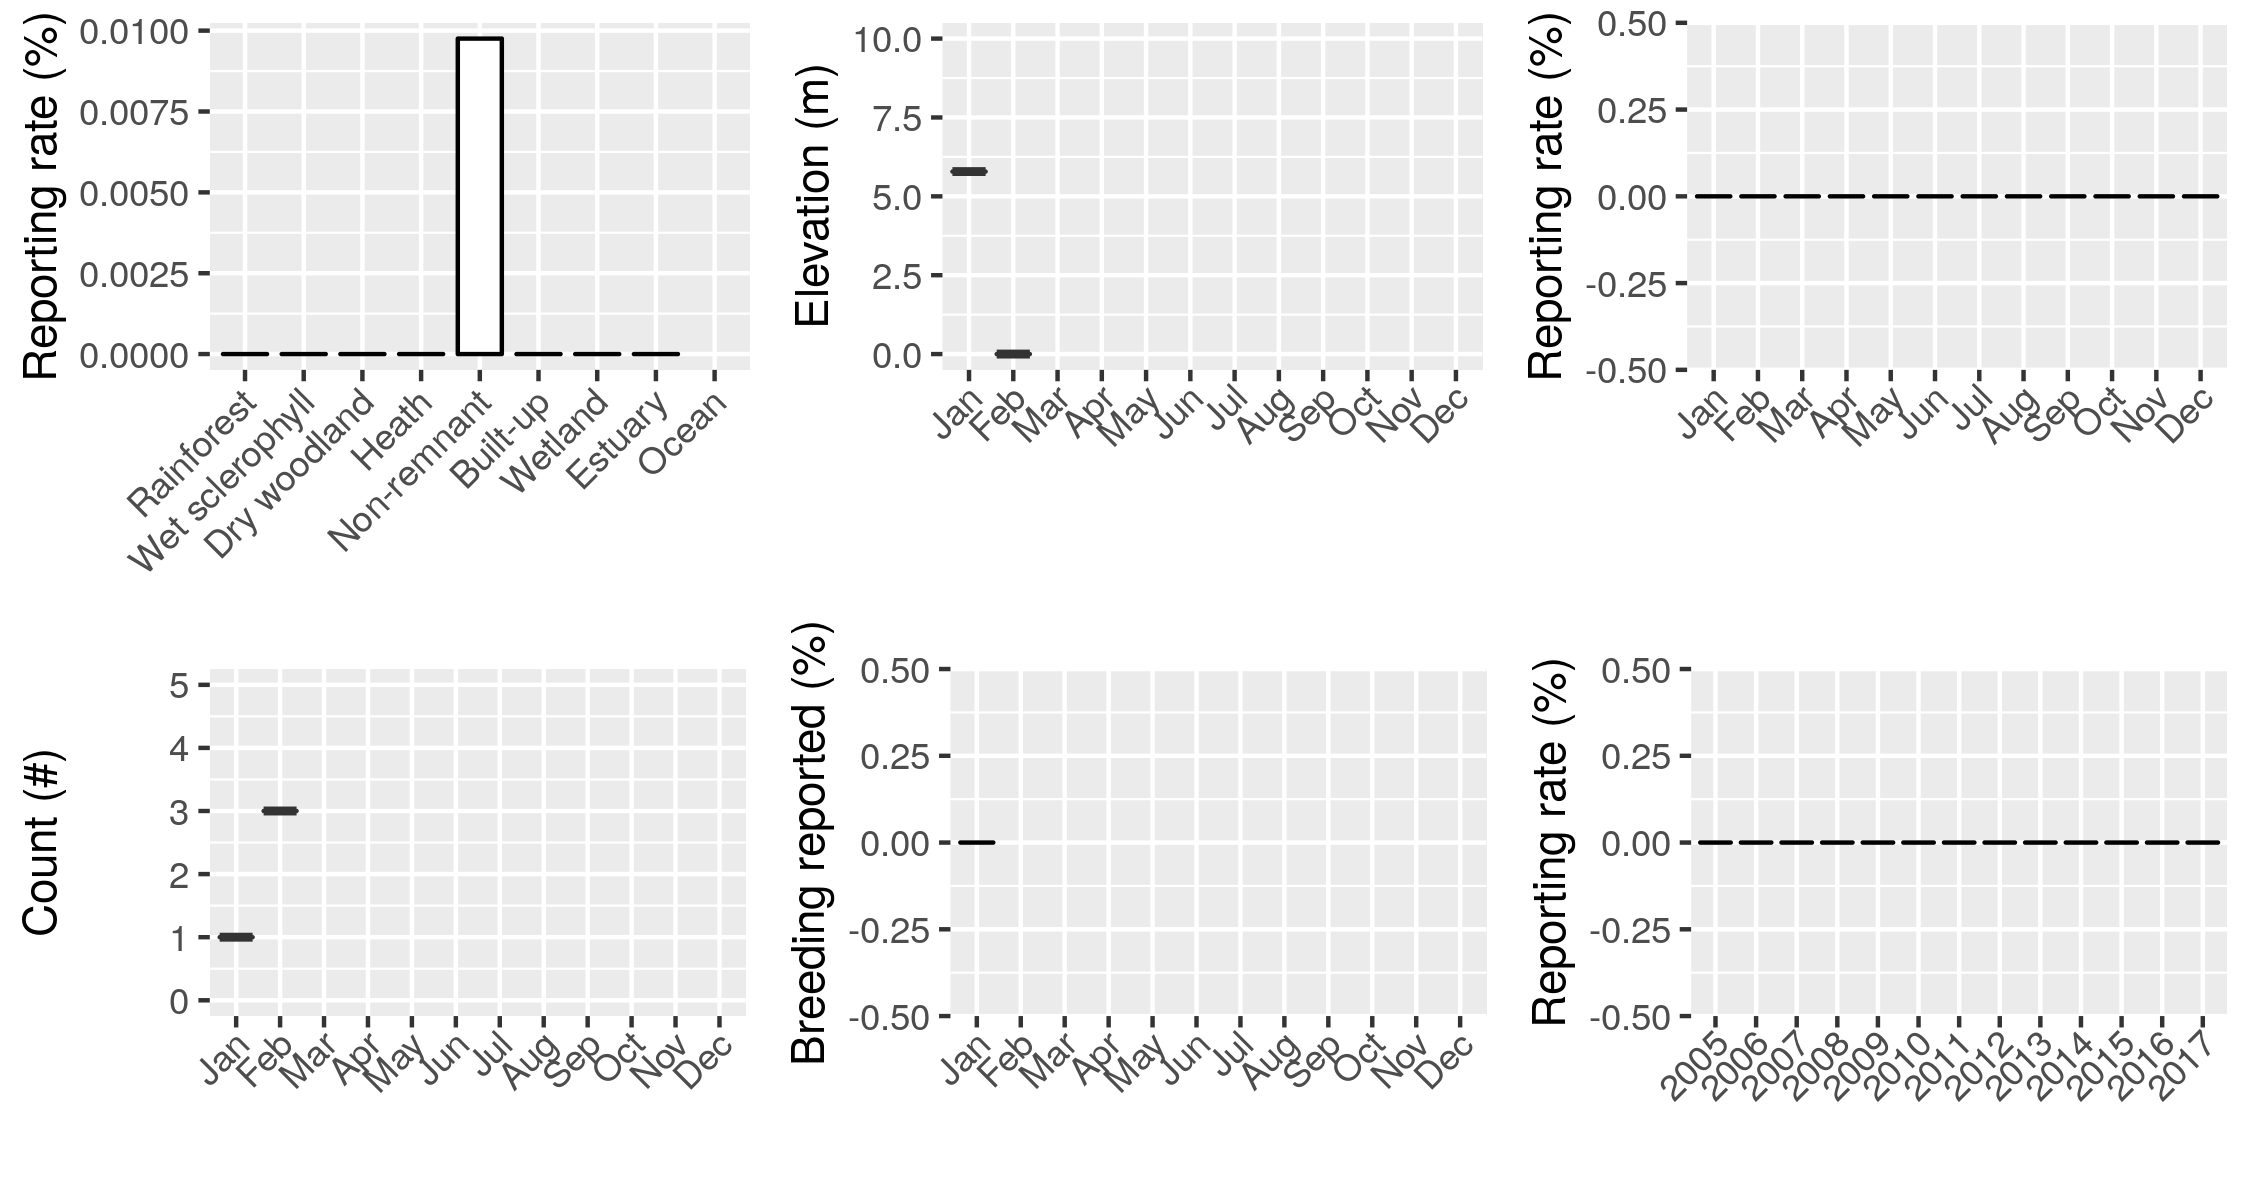 Reporting rate (%)
0.0100
0.0075
0.0050
0.0025
0.0000
Rainforest
Wet sclerophyll
Dry woodland
Heath
Non-remnant
Built-up
Wetland
Estuary
Ocean
Elevation (m)
10.0
7.5
5.0
2.5
0.0
Jan
Feb
Mar
Apr
May
Jun
Jul
Aug
Sep
Oct
Nov
Dec
Reporting rate (%)
0.50
0.25
0.00
-0.25
-0.50
Jan
Feb
Mar
Apr
May
Jun
Jul
Aug
Sep
Oct
Nov
Dec
Count (#)
5
4
3
2
1
0
Jan
Feb
Mar
Apr
May
Jun
Jul
Aug
Sep
Oct
Nov
Dec
Breeding reported (%)
0.50
0.25
0.00
-0.25
-0.50
Jan
Feb
Mar
Apr
May
Jun
Jul
Aug
Sep
Oct
Nov
Dec
Reporting rate (%)
0.50
0.25
0.00
-0.25
-0.50
2005
2006
2007
2008
2009
2010
2011
2012
2013
2014
2015
2016
2017